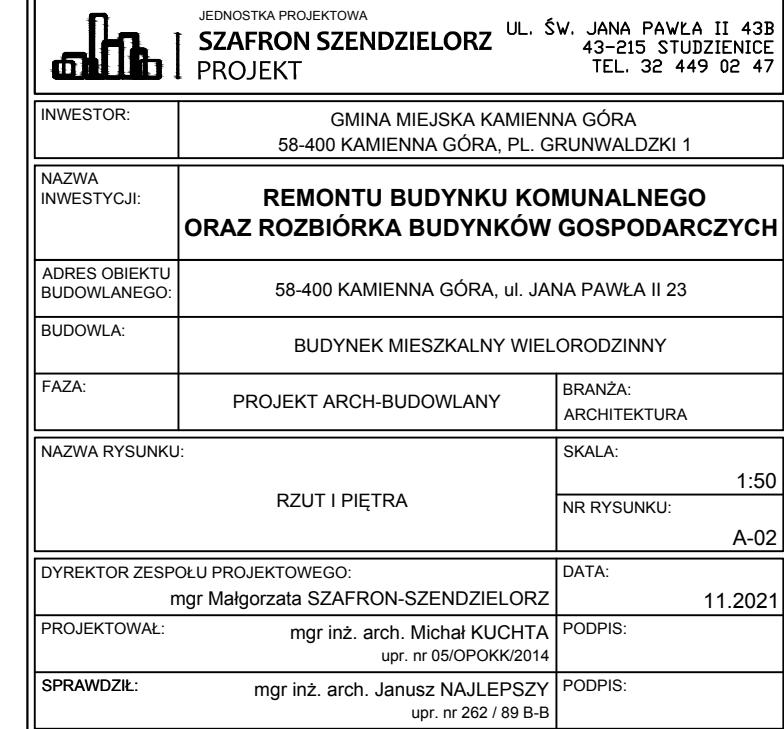 JEDNOSTKA PROJEKTOWA
SZAFRON SZENDZIELORZ
PROJEKT
UL. ŚW. JANA PAWŁA II 43B
43-215 STUDZIENICE
TEL. 32 449 02 47
INWESTOR:
GMINA MIEJSKA KAMIENNA GÓRA
58-400 KAMIENNA GÓRA, PL. GRUNWALDZKI 1
NAZWA
INWESTYCJI:
REMONTU BUDYNKU KOMUNALNEGO
ORAZ ROZBIÓRKA BUDYNKÓW GOSPODARCZYCH
ADRES OBIEKTU
BUDOWLANEGO:
58-400 KAMIENNA GÓRA, ul. JANA PAWŁA II 23
BUDOWLA:
BUDYNEK MIESZKALNY WIELORODZINNY
FAZA:
PROJEKT ARCH-BUDOWLANY
BRANŻA:
ARCHITEKTURA
NAZWA RYSUNKU:
RZUT I PIĘTRA
SKALA:
1:50
NR RYSUNKU:
A-02
DYREKTOR ZESPOŁU PROJEKTOWEGO:
mgr Małgorzata SZAFRON-SZENDZIELORZ
DATA:
11.2021
PROJEKTOWAŁ:
mgr inż. arch. Michał KUCHTA
upr. nr 05/OPOKK/2014
PODPIS:
SPRAWDZIŁ:
mgr inż. arch. Janusz NAJLEPSZY
upr. nr 262 / 89 B-B
PODPIS: